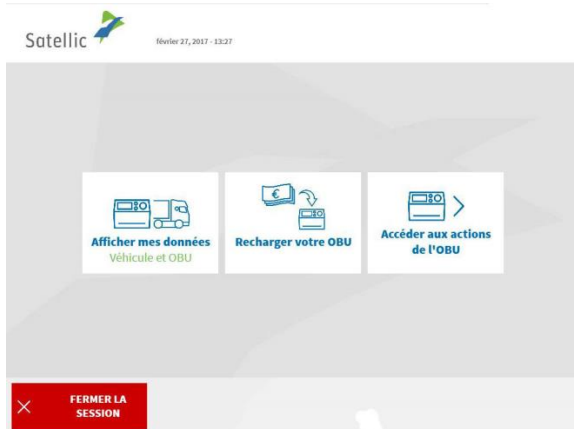 Satellic
février 27, 2017 - 13:27
Afficher mes données
Véhicule et OBU
€
Recharger votre OBU
Accéder aux actions
de l'OBU
FERMER LA
SESSION